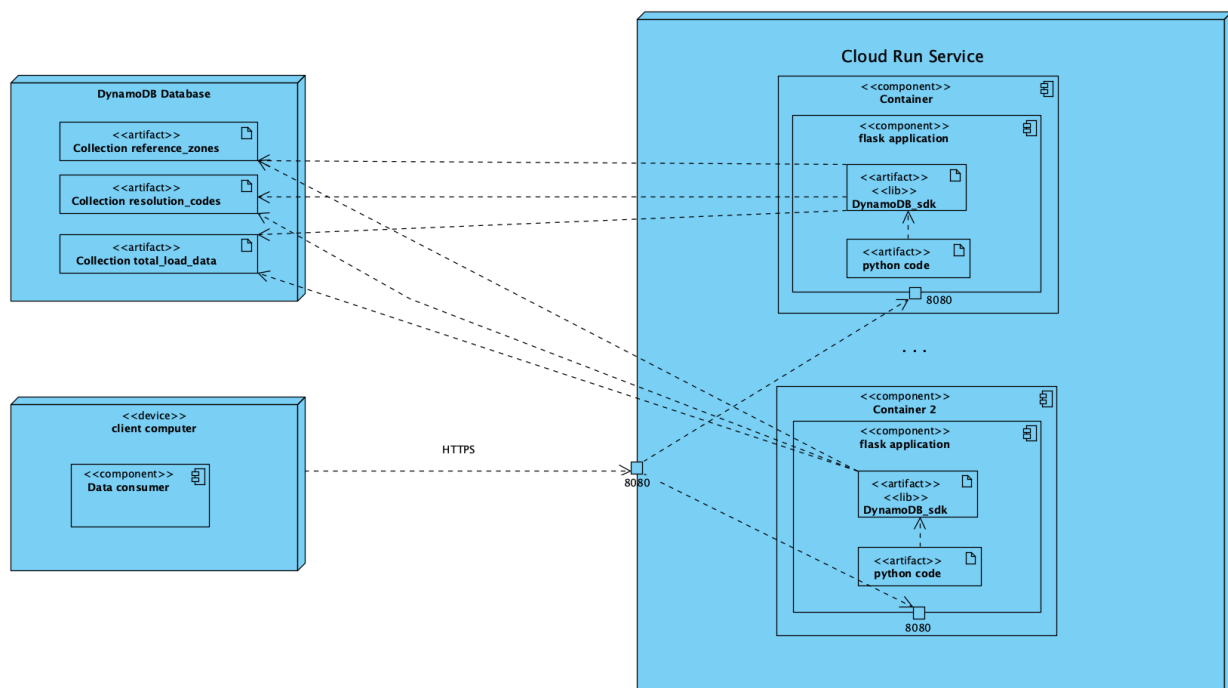 DynamoDB Database
<<artifact>>
Collection reference_zones
<<artifact>>
Collection resolution_codes
<<artifact>>
Collection total_load_data
<<device>>
client computer
<<component>>
Data consumer
HTTPS
8080
Cloud Run Service
<<component>>
Container
<<component>>
flask application
<<artifact>>
<<lib>>
DynamoDB_sdk
<<artifact>>
python code
8080
...
<<component>>
Container 2
<<component>>
flask application
<<artifact>>
<<lib>>
DynamoDB_sdk
<<artifact>>
python code
8080